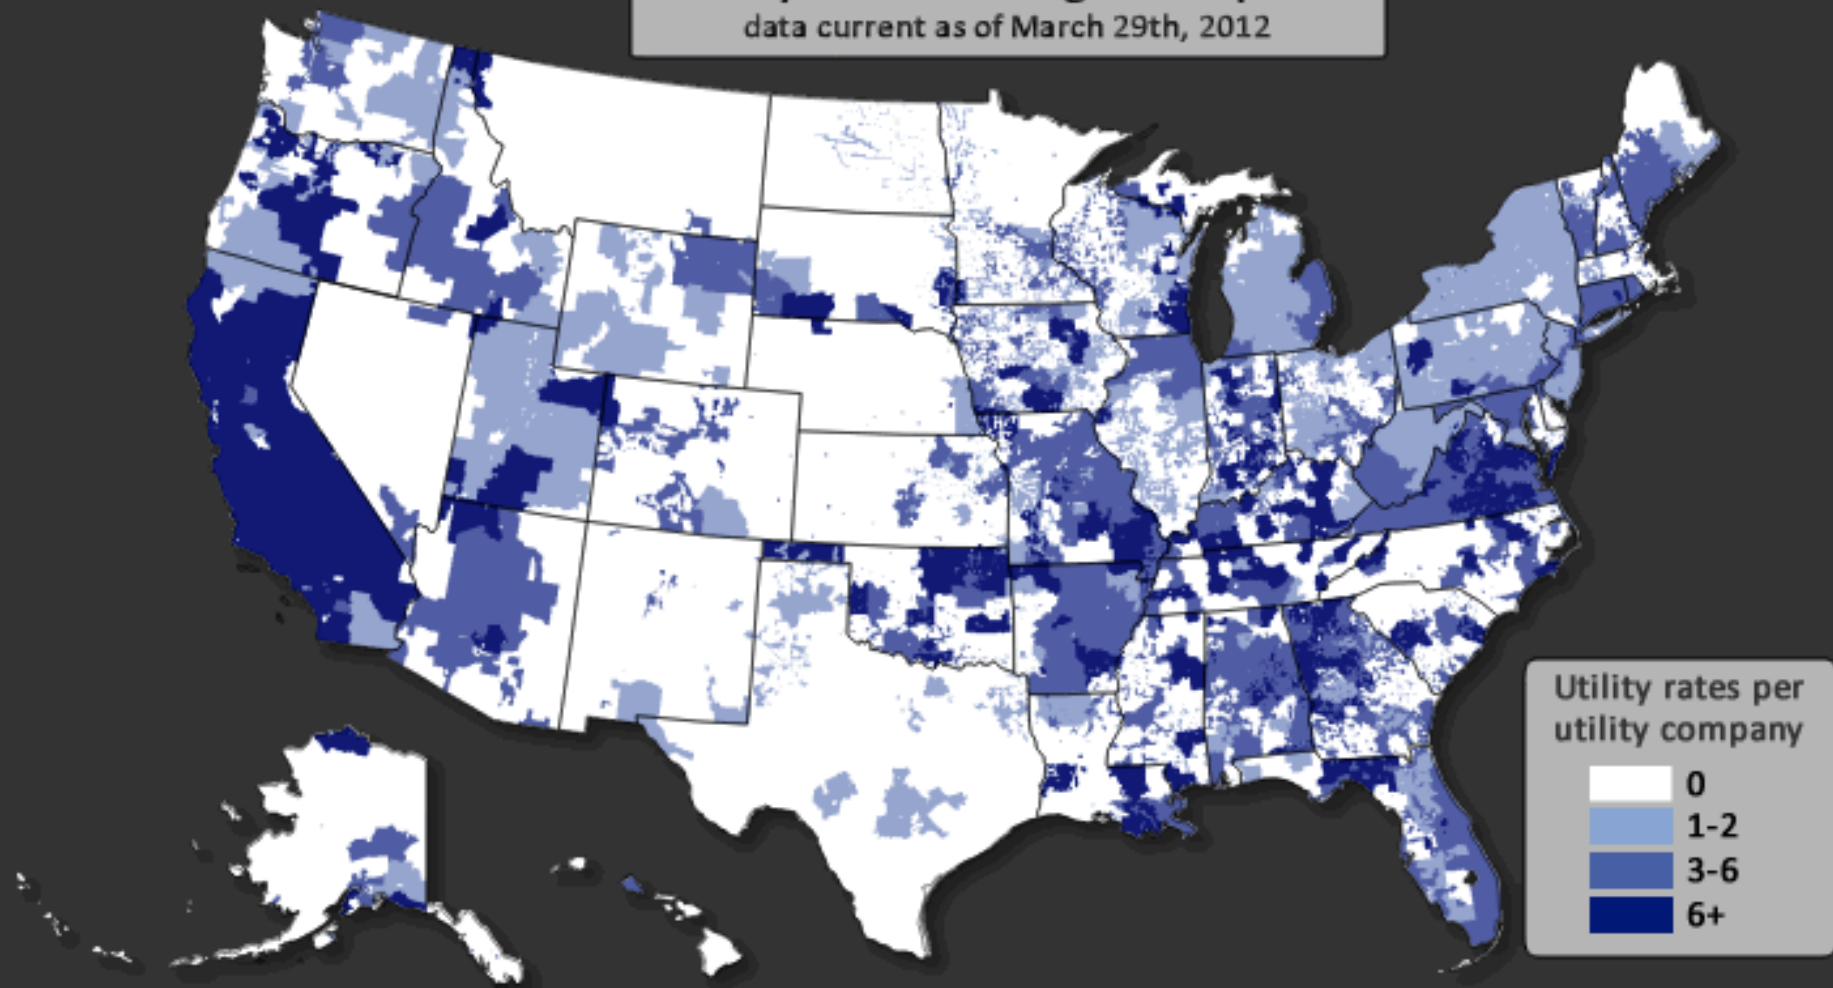 data current as of March 29th, 2012
Utility rates per
utility company
0
1-2
3-6
6+